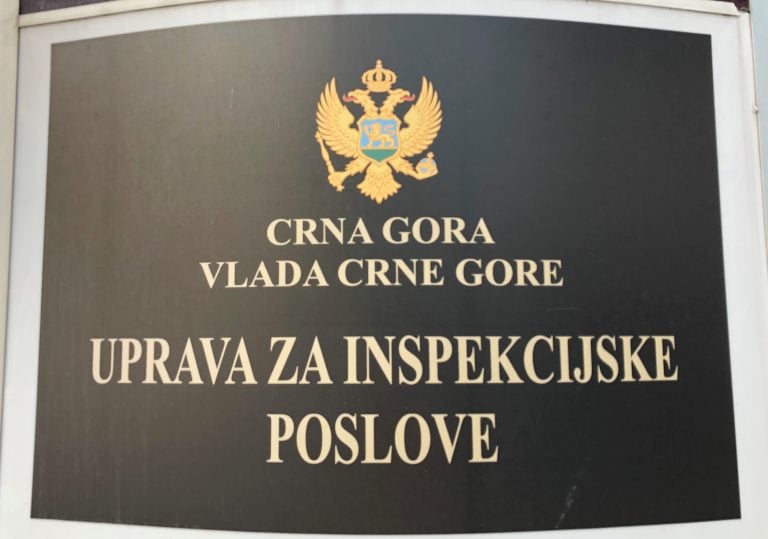 CRNA GORA
VLADA CRNE GORE
UPRAVA ZA INSPEKCIJSKE
POSLOVE